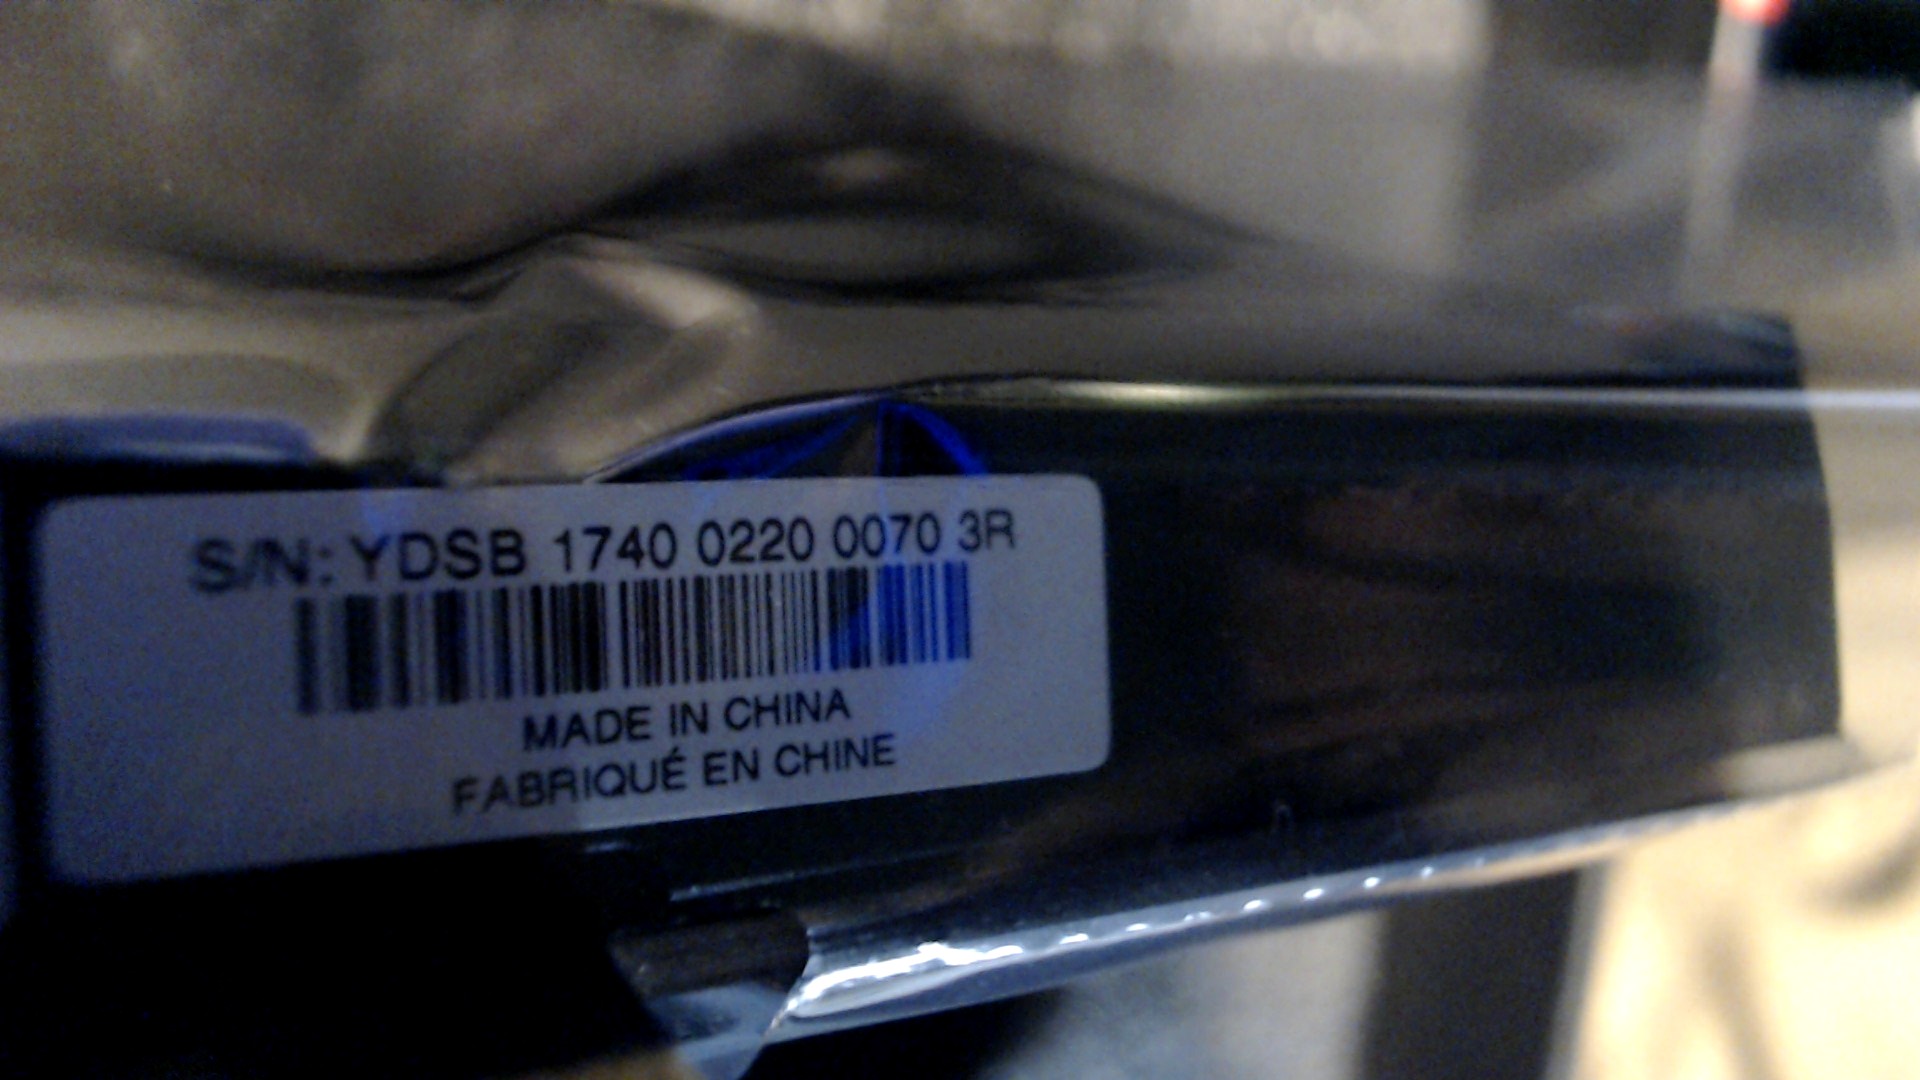 S/N: YDSB 1740 0220 0070 3R
MADE IN CHINA
FABRIQUÉ EN CHINE